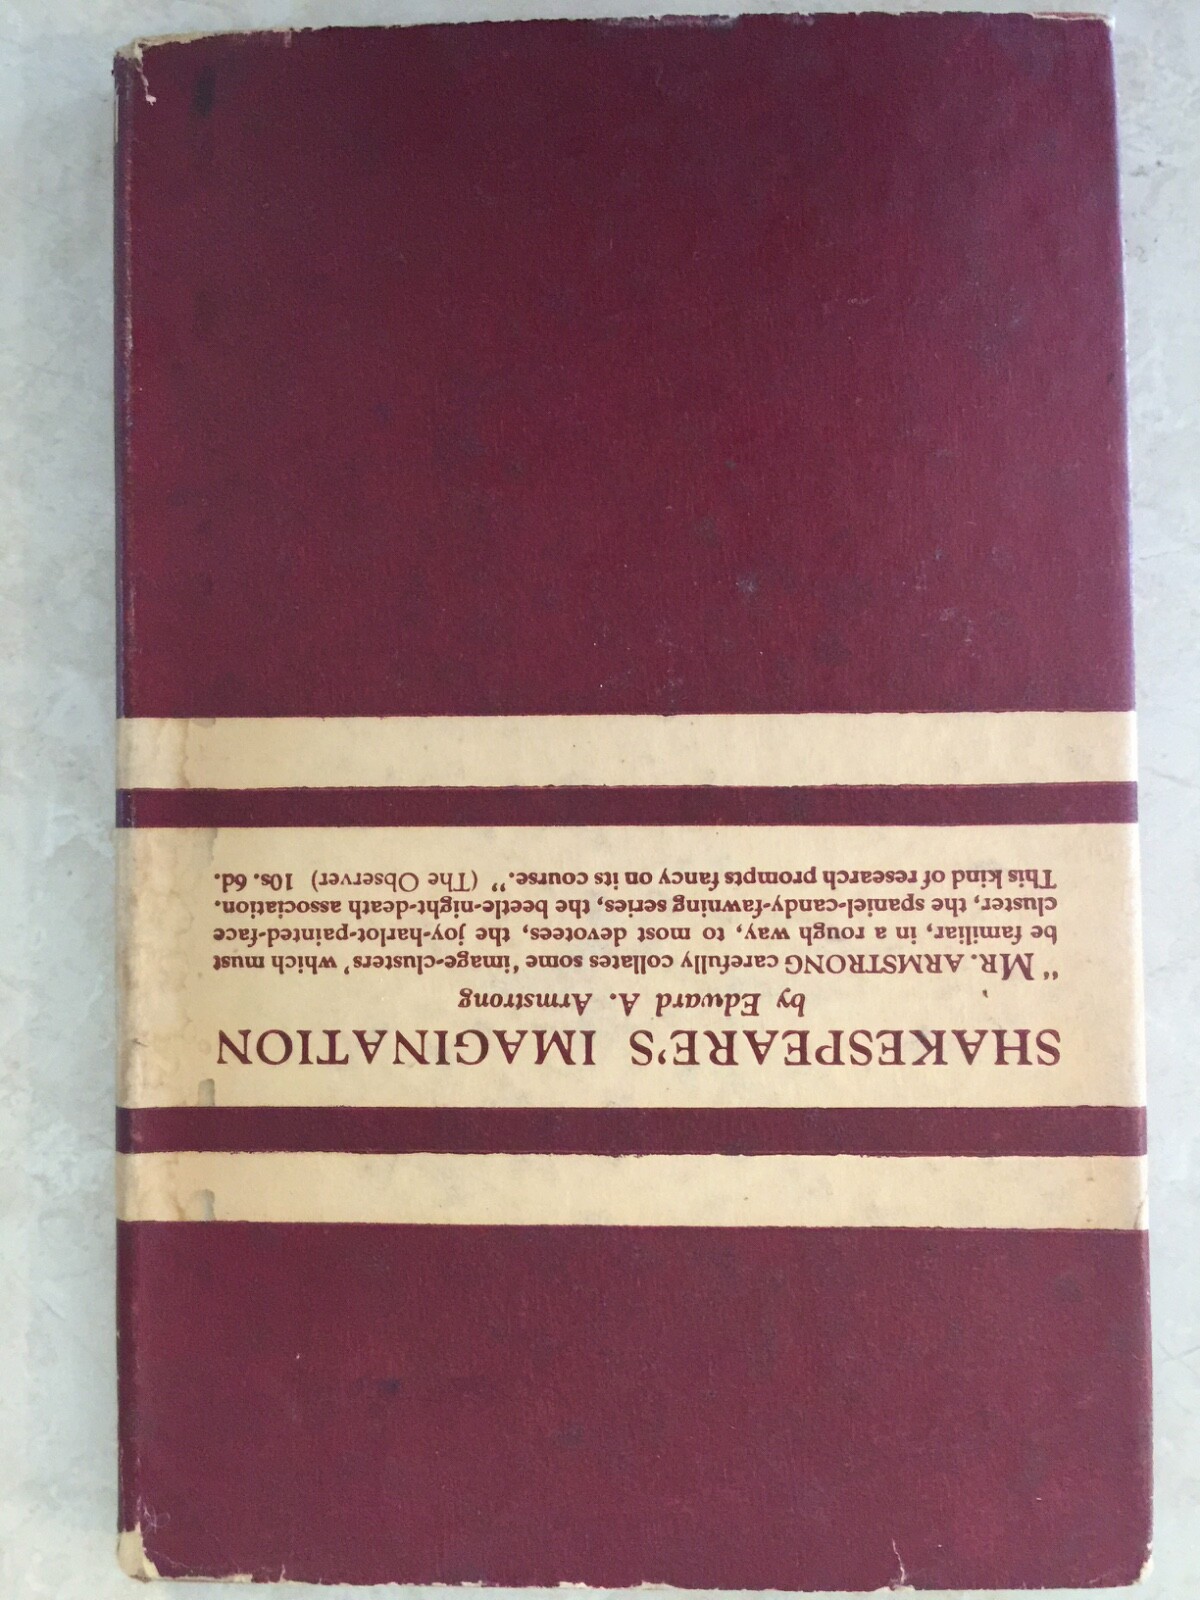 SHAKESPEARE'S IMAGINATION
by Edward A. Armstrong
“MR. ARMSTRONG carefully collates some ‘image-clusters’ which must
be familiar, in a rough way, to most devotees, the joy-harlot-painted-face
cluster, the spaniel-candy-fawning series, the beetle-night-death association.
This kind of research prompts fancy on its course.” (The Observer) 10s. 6d.